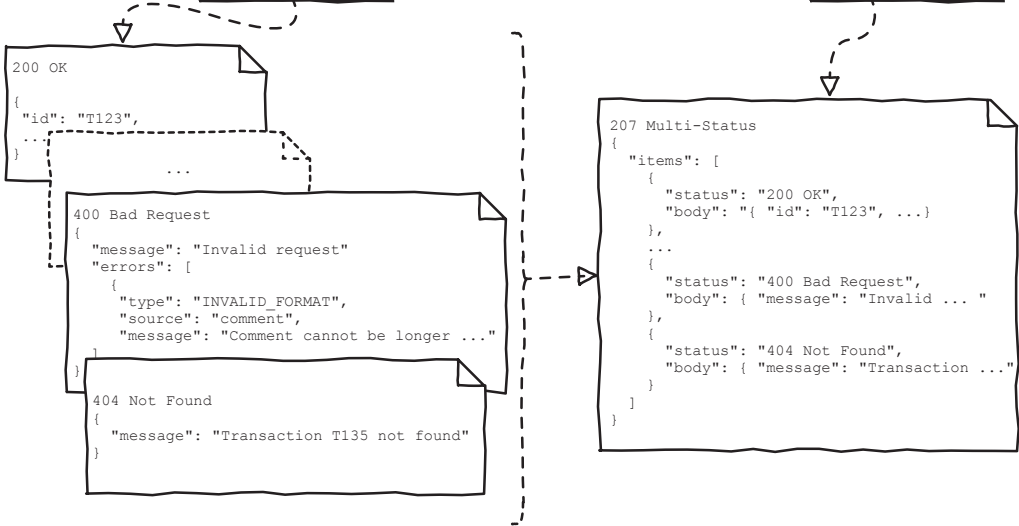 200 OK
{
"id": "T123",
...
}
...
400 Bad Request
{
"message": "Invalid request"
"errors": [
{
"type": "INVALID_FORMAT",
"source": "comment",
"message": "Comment cannot be longer ..."
]
}
404 Not Found
{
"message": "Transaction T135 not found"
}
207 Multi-Status
{
"items": [
{
"status": "200 OK",
"body": "{ "id": "T123", ...}
},
...
{
"status": "400 Bad Request",
"body": { "message": "Invalid ... "
},
{
"status": "404 Not Found",
"body": { "message": "Transaction ..."
}
]
}